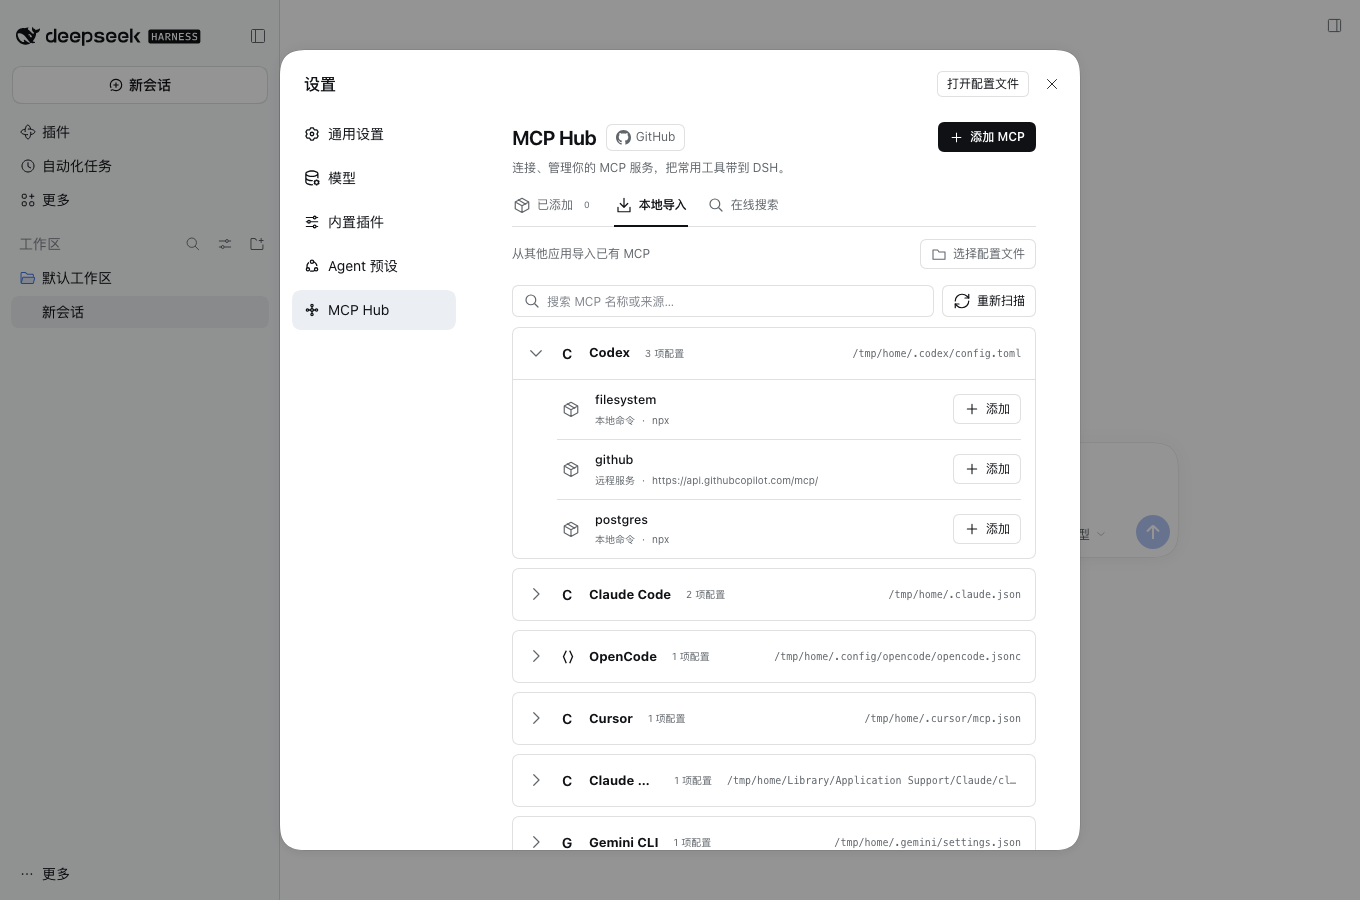 deepseek HARNESS
新会话
插件
自动化任务
更多
工作区
默认工作区
新会话
更多
设置
打开配置文件
通用设置
模型
内置插件
Agent 预设
MCP Hub
MCP Hub
GitHub
添加 MCP
连接、管理你的 MCP 服务，把常用工具带到 DSH。
已添加 0
本地导入
在线搜索
从其他应用导入已有 MCP
选择配置文件
搜索 MCP 名称或来源...
重新扫描
C Codex 3 项配置 /tmp/home/.codex/config.toml
filesystem
本地命令 · npx
添加
github
远程服务 · https://api.githubcopilot.com/mcp/
添加
postgres
本地命令 · npx
添加
C Claude Code 2 项配置 /tmp/home/.claude.json
OpenCode 1 项配置 /tmp/home/.config/opencode/opencode.jsonc
C Cursor 1 项配置 /tmp/home/.cursor/mcp.json
C Claude ... 1 项配置 /tmp/home/Library/Application Support/Claude/cl…
G Gemini CLI 1 项配置 /tmp/home/.gemini/settings.json
型